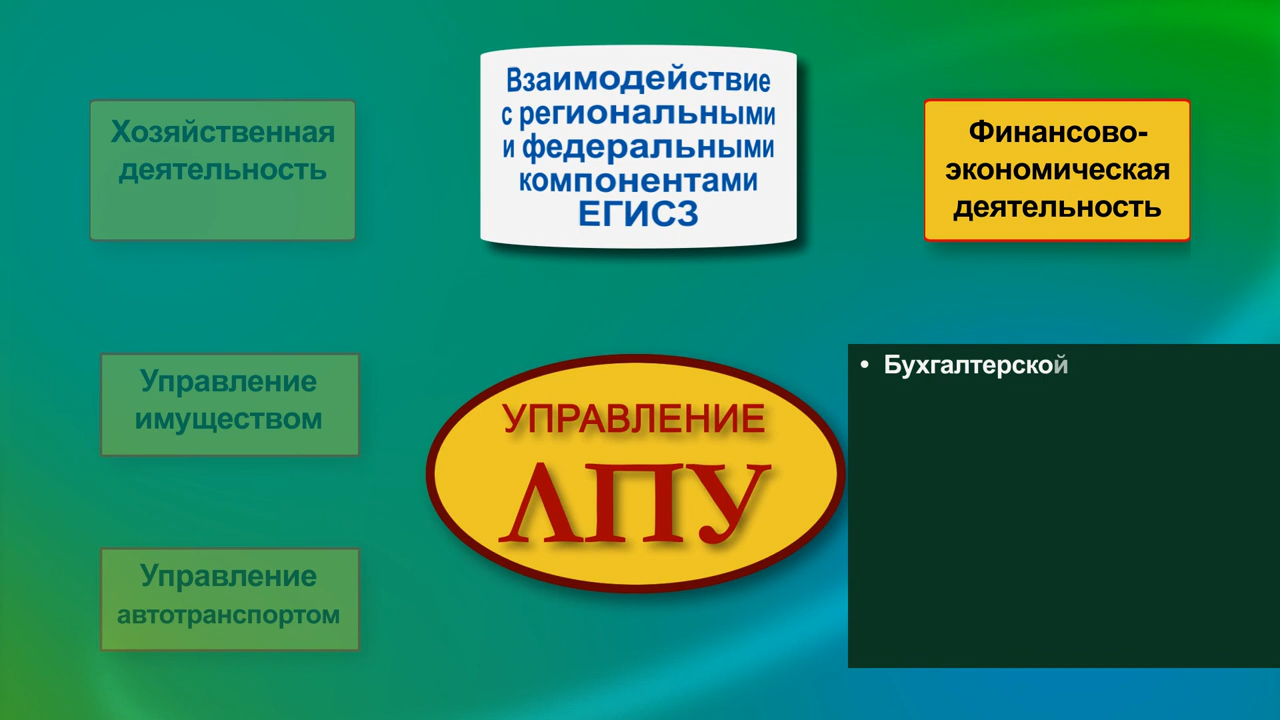 Взаимодействие
с региональными
и федеральными
компонентами
ЕГИСЗ
Хозяйственная
деятельность
Финансово-
экономическая
деятельность
Управление
имуществом
• Бухгалтерской
УПРАВЛЕНИЕ
ЛПУ
Управление
автотранспортом